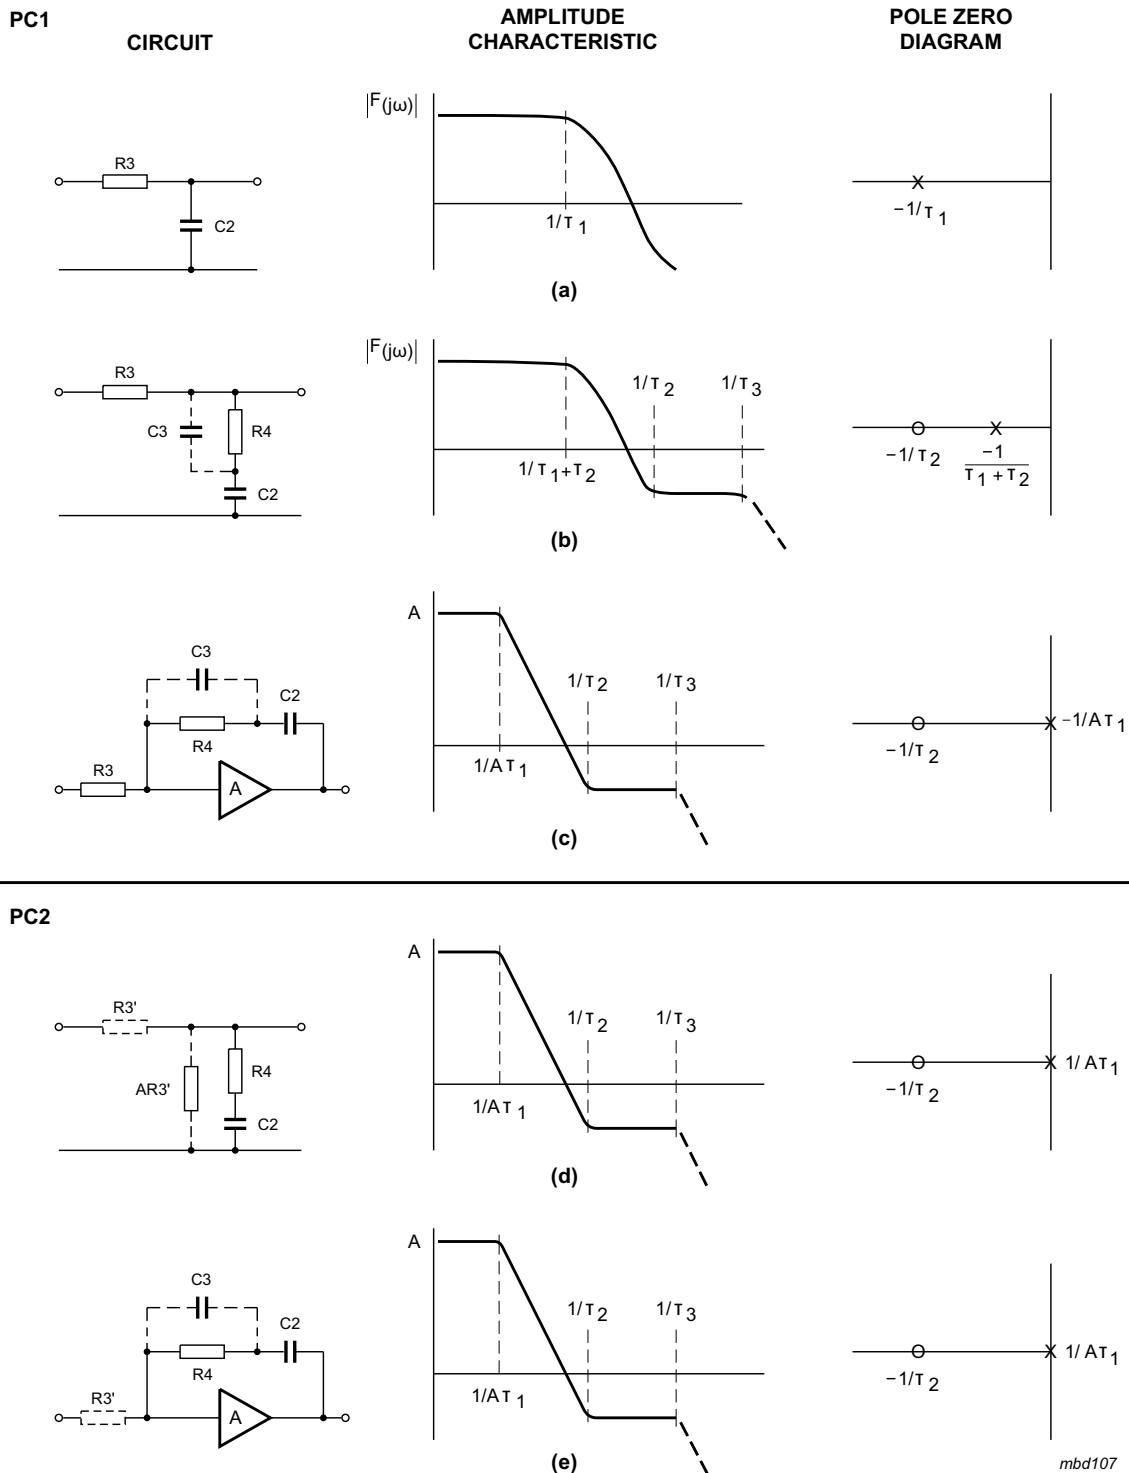 PC1
CIRCUIT
AMPLITUDE
CHARACTERISTIC
POLE ZERO
DIAGRAM
R3
C2
|F(jω)|
1/τ1
(a)
−1/τ1
R3
C3
R4
C2
|F(jω)|
1/τ1+τ2
1/τ2
1/τ3
(b)
−1/τ2
−1
τ1 + τ2
C3
C2
R4
R3
A
A
1/Aτ1
1/τ2
1/τ3
(c)
−1/τ2
−1/Aτ1
PC2
R3'
AR3'
R4
C2
A
1/Aτ1
1/τ2
1/τ3
(d)
−1/τ2
1/Aτ1
C3
C2
R4
R3'
A
A
1/Aτ1
1/τ2
1/τ3
(e)
−1/τ2
1/Aτ1
mbd107